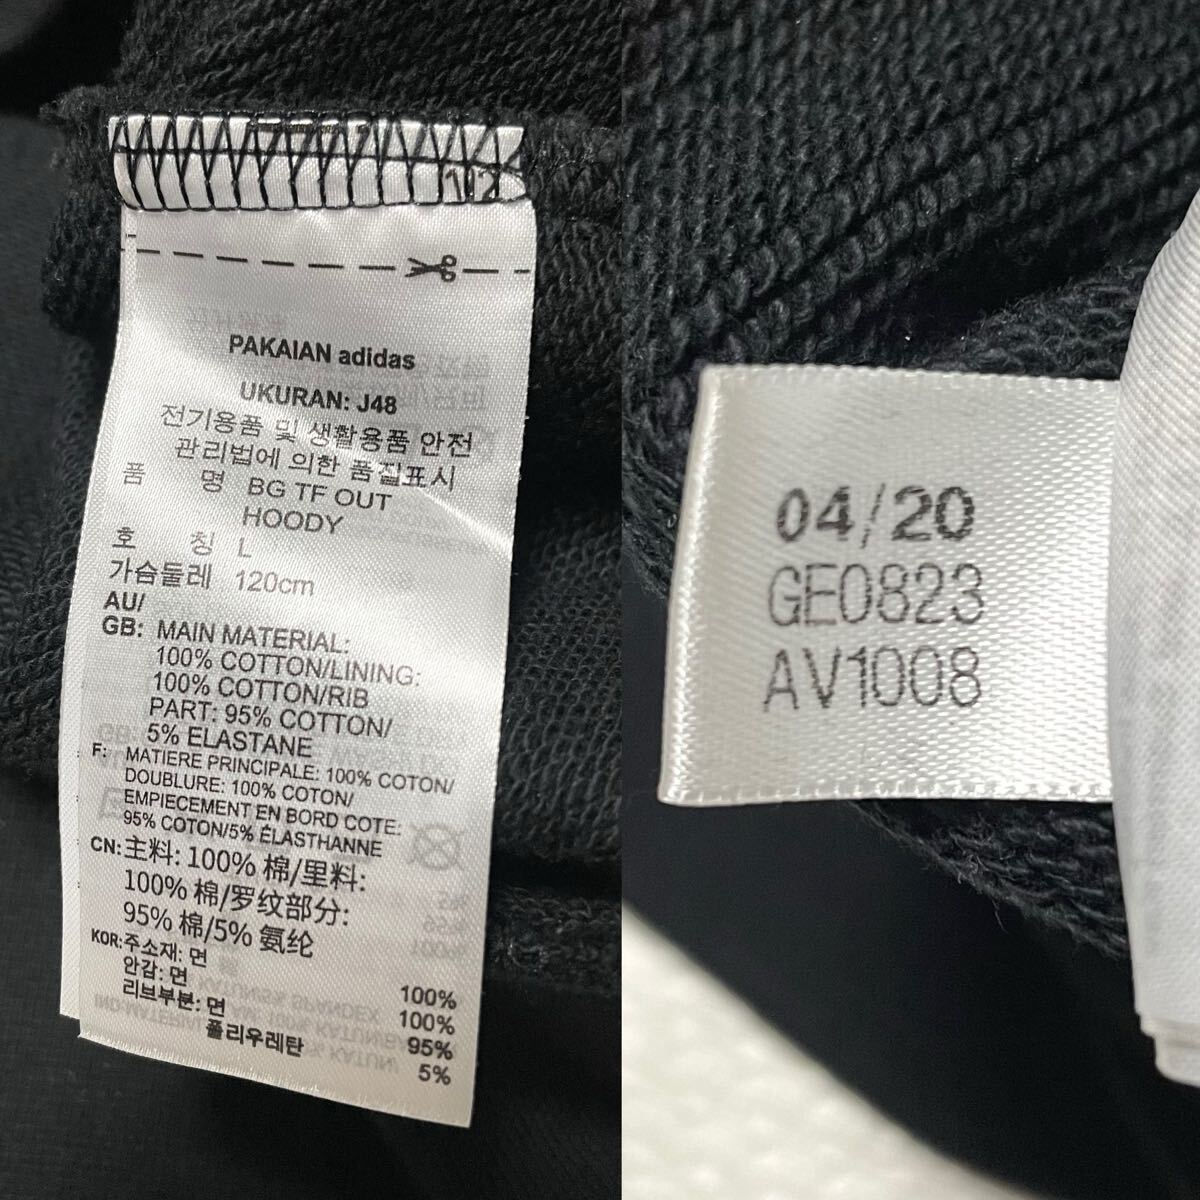 PAKAIAN adidas
UKURAN: J48
전기용품 및 생활용품 안전
관리법에 의한 품질표시
품 명 BG TF OUT
HOODY
호 칭 L
가슴둘레 120cm
AU/
GB: MAIN MATERIAL:
100% COTTON/LINING:
100% COTTON/RIB
PART: 95% COTTON/
5% ELASTANE
F: MATIERE PRINCIPALE: 100% COTON/
DOUBLURE: 100% COTON/
EMPIECEMENT EN BORD COTE:
95% COTON/5% ÉLASTHANNE
CN: 主料: 100% 棉/里料:
100% 棉/罗纹部分:
95% 棉/5% 氨纶
KOR: 주소재: 면 100%
안감: 면 100%
리브부분: 면 95%
폴리우레탄 5%
04/20
GE0823
AV1008